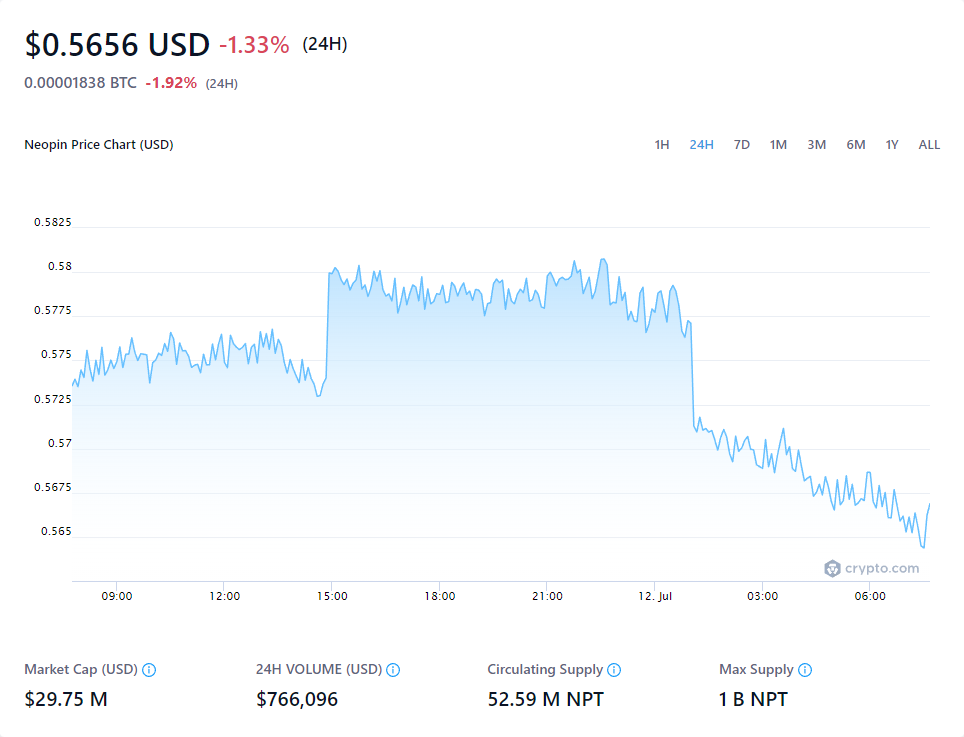 $0.5656 USD -1.33% (24H)
0.00001838 BTC -1.92% (24H)
Neopin Price Chart (USD) 1H 24H 7D 1M 3M 6M 1Y ALL
0.5825
0.58
0.5775
0.575
0.5725
0.57
0.5675
0.565
crypto.com
09:00 12:00 15:00 18:00 21:00 12. Jul 03:00 06:00
Market Cap (USD) 24H VOLUME (USD) Circulating Supply Max Supply
$29.75 M $766,096 52.59 M NPT 1 B NPT